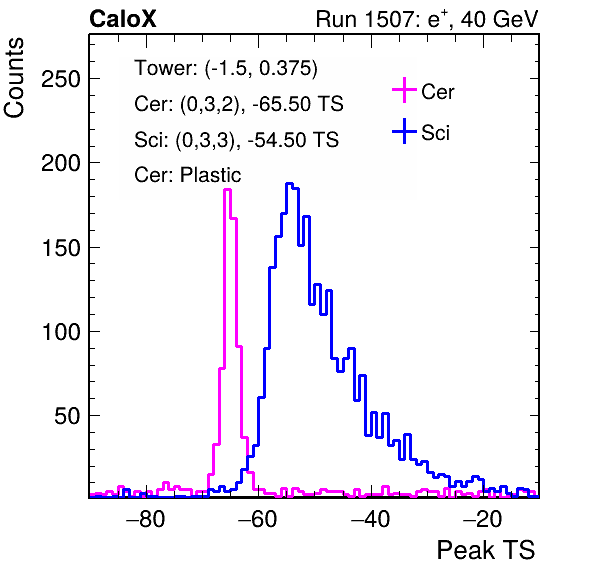 CaloX Run 1507: e⁺, 40 GeV
Counts
Tower: (-1.5, 0.375)
Cer: (0,3,2), -65.50 TS
Sci: (0,3,3), -54.50 TS
Cer: Plastic
Cer
Sci
250
200
150
100
50
−80 −60 −40 −20
Peak TS